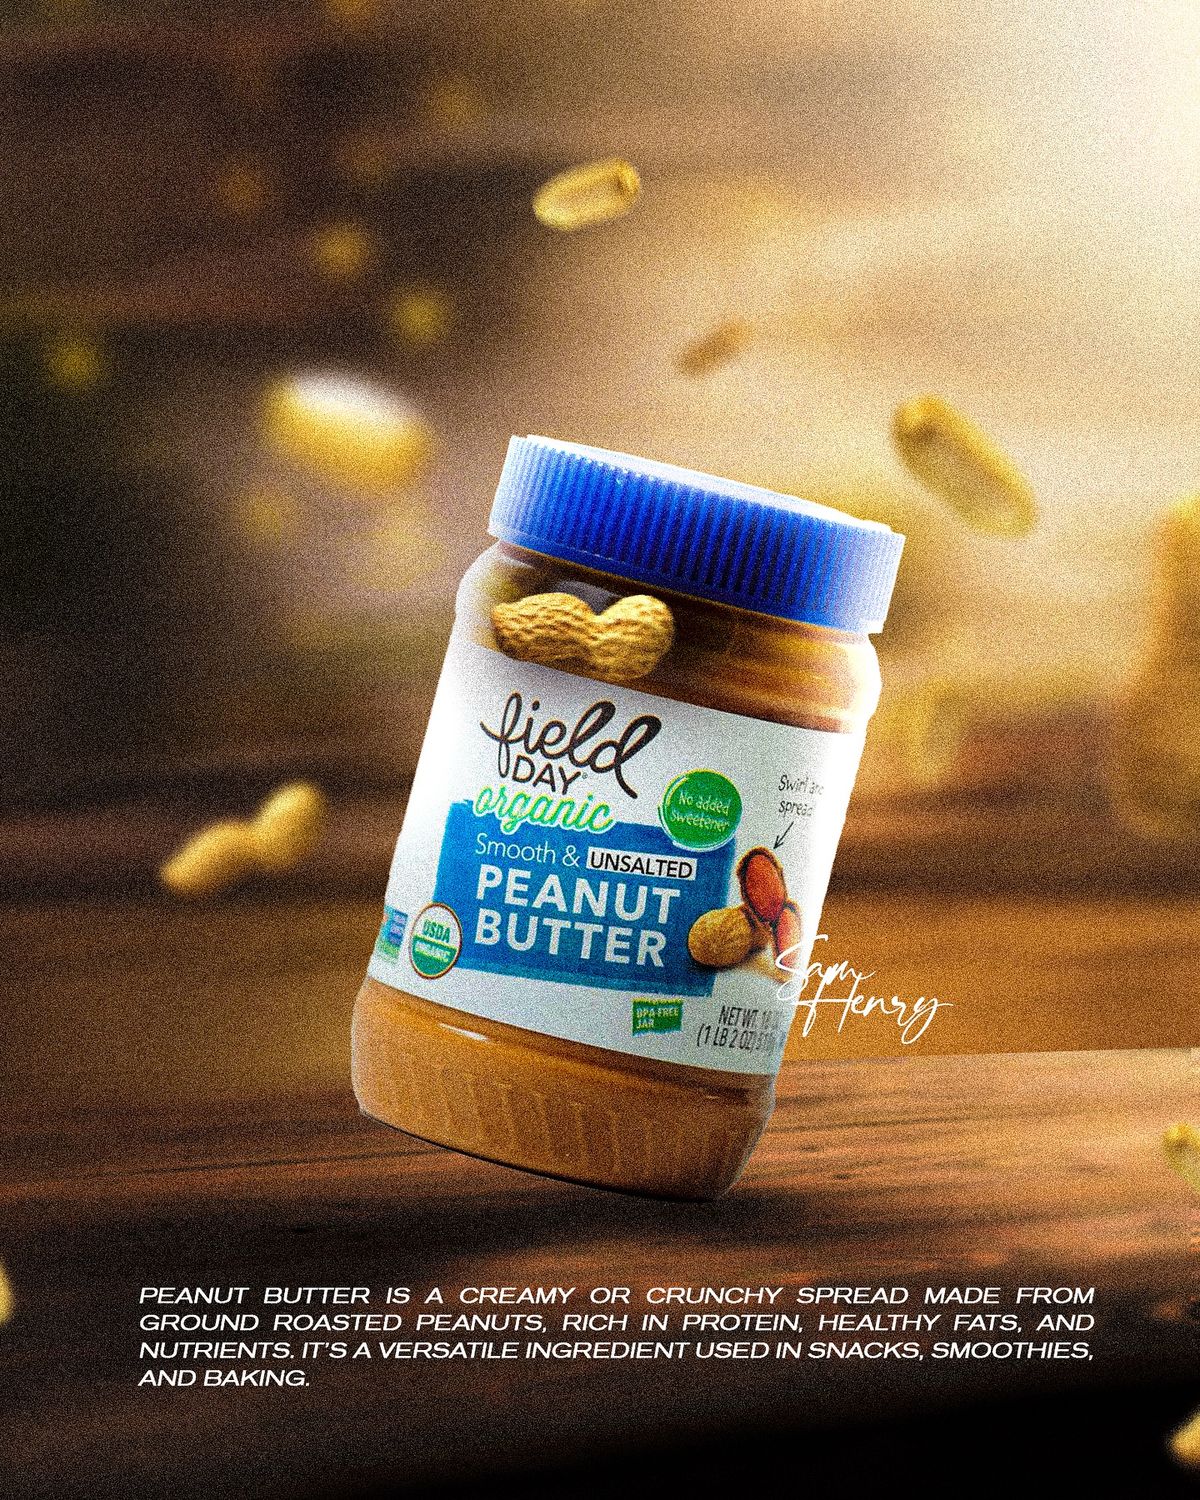 field
DAY
organic
No added
sweetener
Swirl and
spread
Smooth & UNSALTED
PEANUT
BUTTER
USDA
ORGANIC
BPA-FREE
JAR
NET WT.
(1 LB 2 OZ)
Sam
Henry
PEANUT BUTTER IS A CREAMY OR CRUNCHY SPREAD MADE FROM
GROUND ROASTED PEANUTS, RICH IN PROTEIN, HEALTHY FATS, AND
NUTRIENTS. IT'S A VERSATILE INGREDIENT USED IN SNACKS, SMOOTHIES,
AND BAKING.